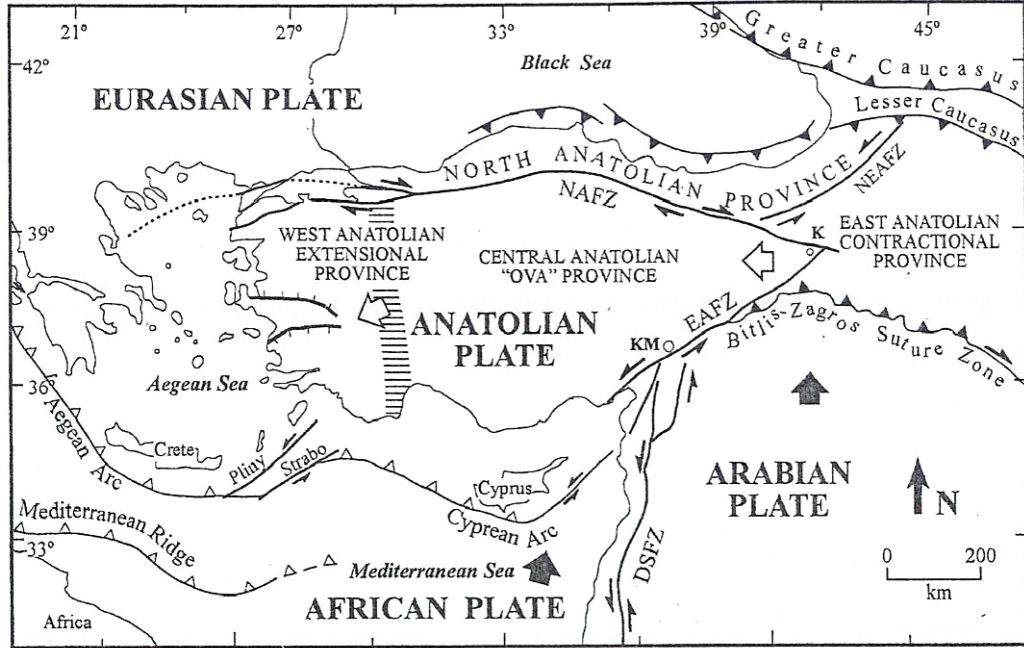 21°
27°
33°
39°
45°
42°
Black Sea
Greater Caucasus
EURASIAN PLATE
Lesser Caucasus
NORTH ANATOLIAN PROVINCE
NEAFZ
NAFZ
39°
WEST ANATOLIAN
EXTENSIONAL
PROVINCE
CENTRAL ANATOLIAN
“OVA” PROVINCE
K
EAST ANATOLIAN
CONTRACTIONAL
PROVINCE
ANATOLIAN
PLATE
EAFZ
Bitjis-Zagros Suture Zone
KM
36°
Aegean Sea
Aegean Arc
Crete
Pliny
Strabo
Cyprus
Cyprean Arc
ARABIAN
PLATE
N
Mediterranean Ridge
33°
Mediterranean Sea
DSFZ
0 200
km
AFRICAN PLATE
Africa